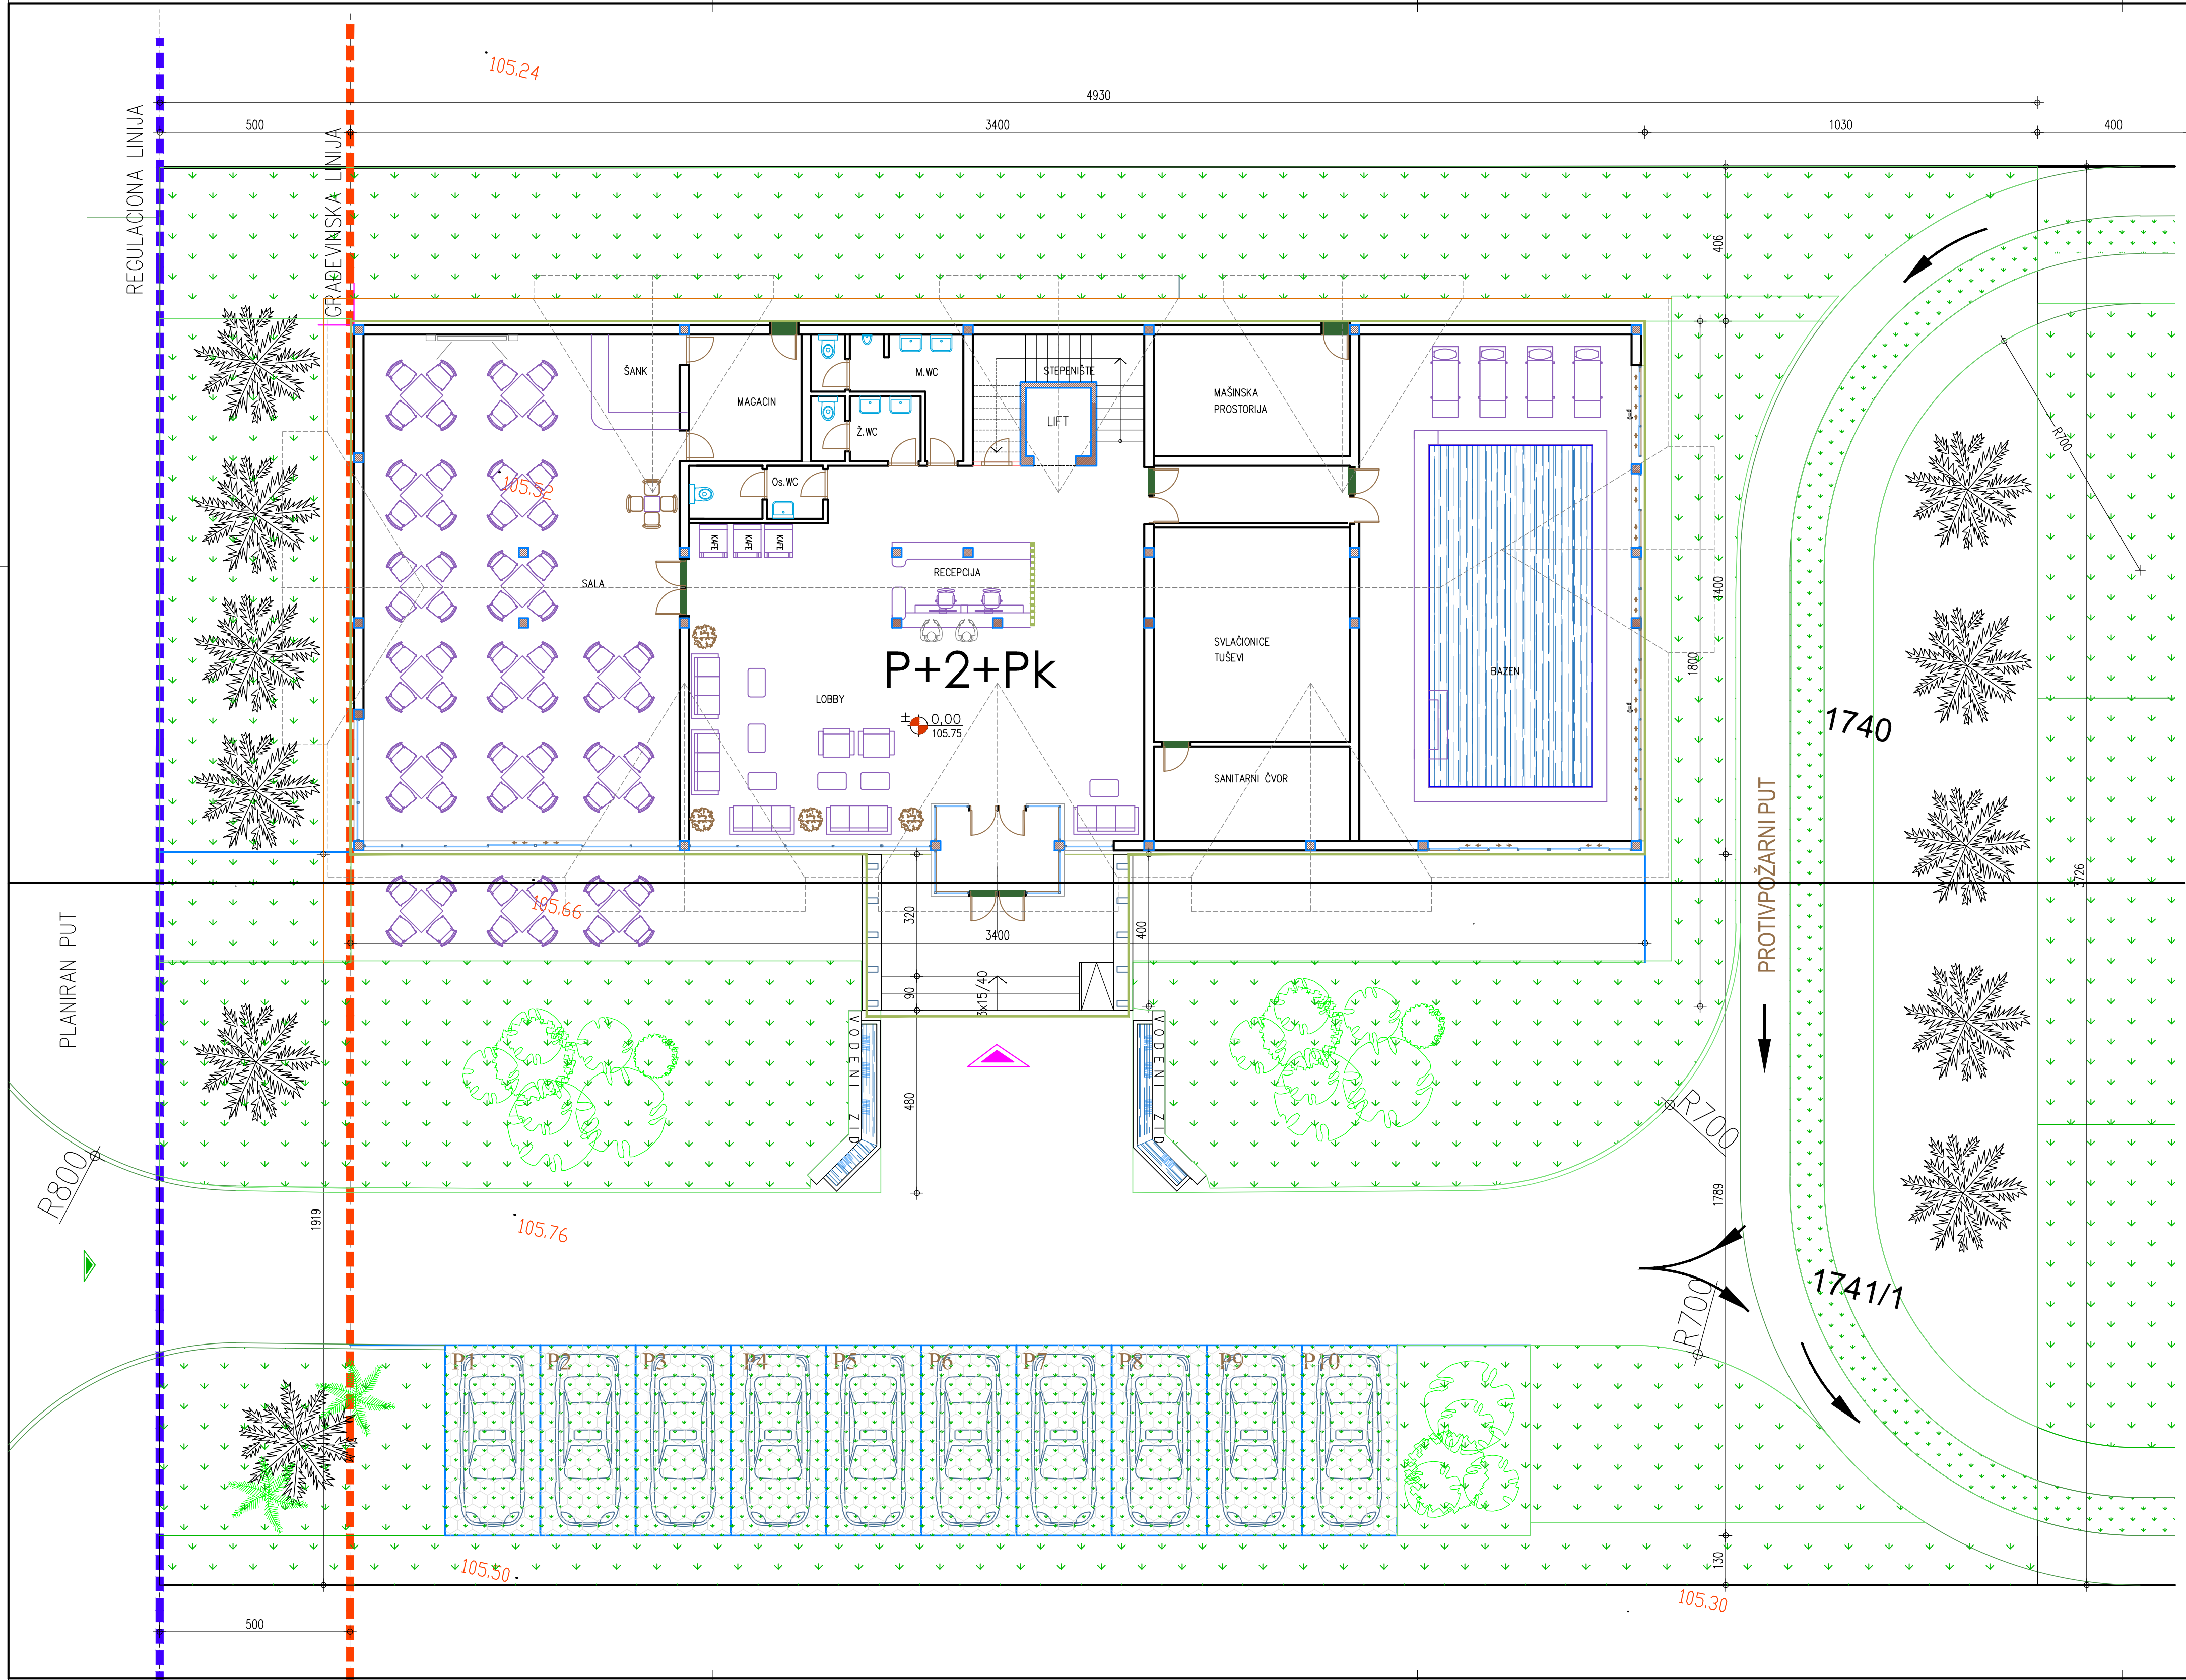 105.24
4930
500
3400
1030
400
REGULACIONA LINIJA
GRAĐEVINSKA LINIJA
406
ŠANK
MAGACIN
M.WC
Ž.WC
STEPENIŠTE
LIFT
MAŠINSKA
PROSTORIJA
R700
105.52
Os.WC
KAFE
KAFE
KAFE
SALA
RECEPCIJA
1400
SVLAČIONICE
TUŠEVI
1800
BAZEN
P+2+Pk
LOBBY
± 0,00
105.75
1740
SANITARNI ČVOR
PROTIVPOŽARNI PUT
3726
105.66
320
3400
400
PLANIRAN PUT
90
3x15/40
VODENI ZID
VODENI ZID
480
R700
R800
1919
105.76
1789
1741/1
R700
P1
P2
P3
P4
P5
P6
P7
P8
P9
P10
130
105.50
105.30
500